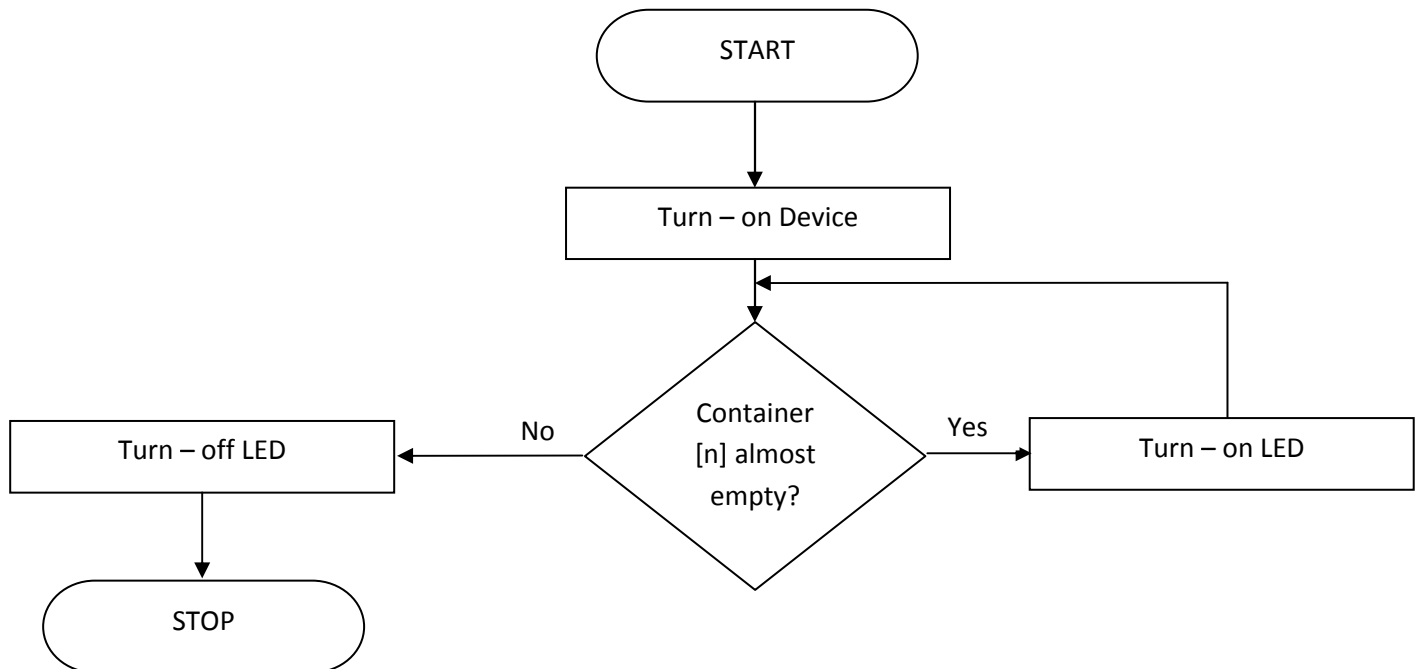 START
Turn – on Device
Container
[n] almost
empty?
No
Yes
Turn – off LED
Turn – on LED
STOP